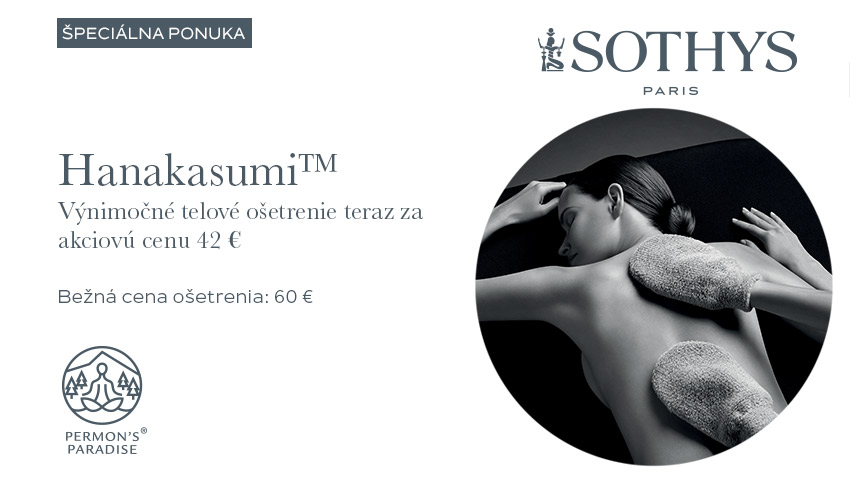 ŠPECIÁLNA PONUKA
SOTHYS
PARIS
Hanakasumi™
Výnimočné telové ošetrenie teraz za
akciovú cenu 42 €
Bežná cena ošetrenia: 60 €
PERMON'S®
PARADISE